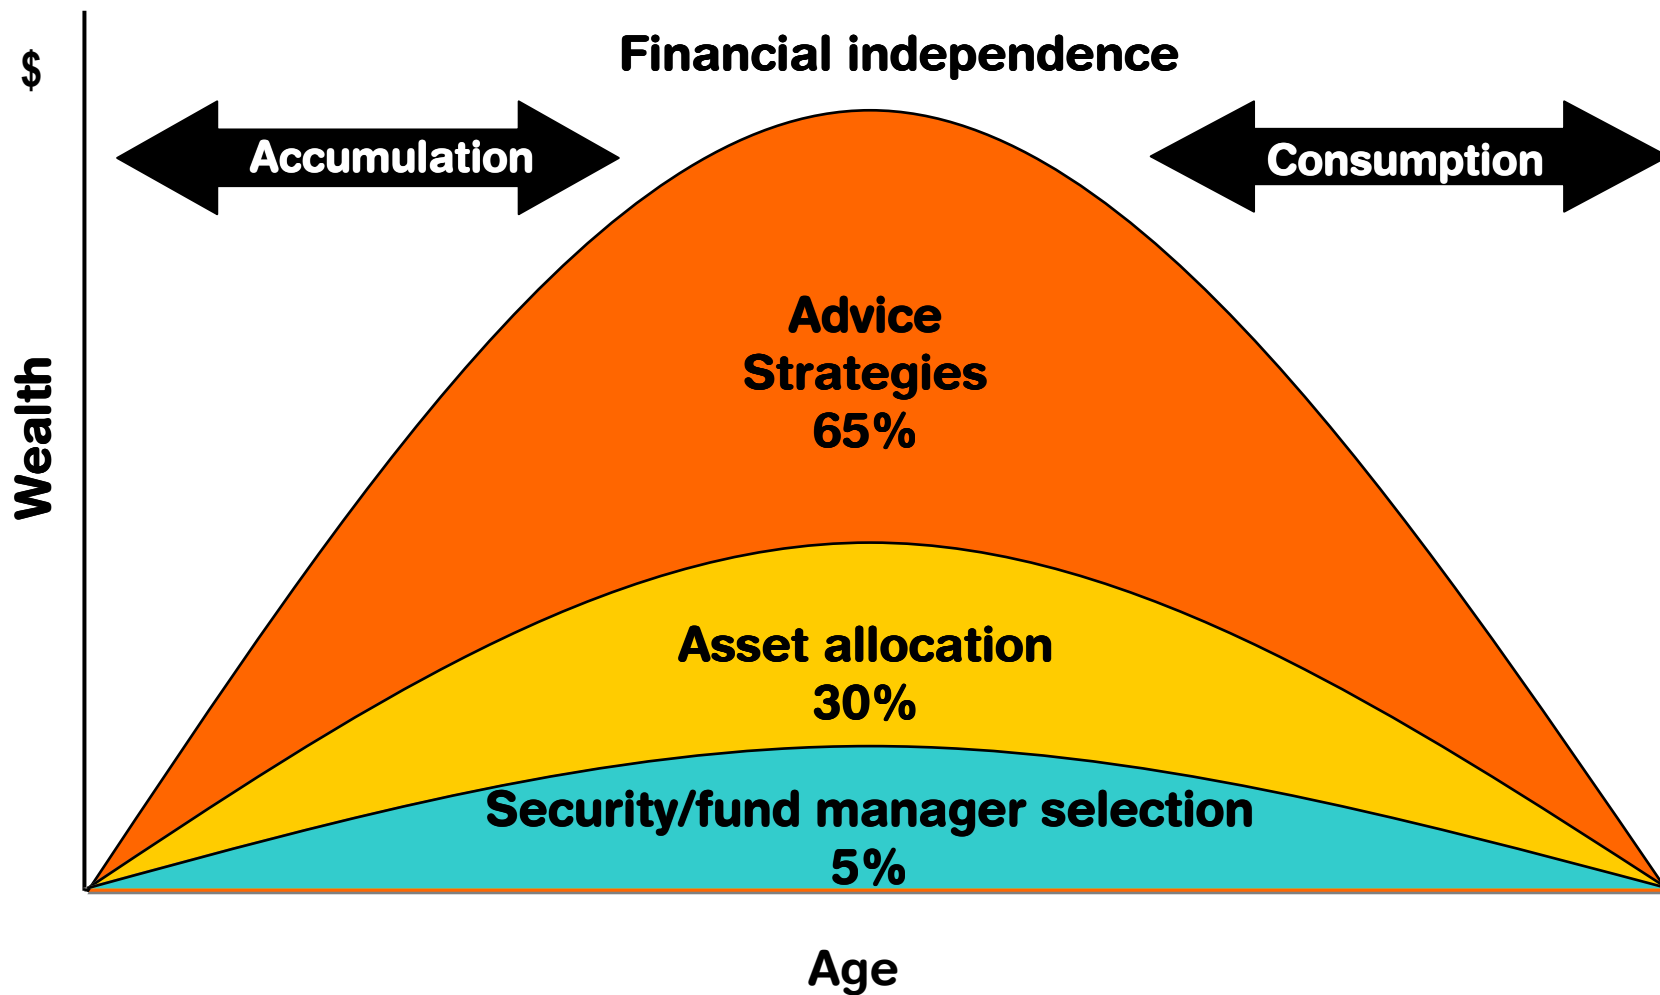 $
Financial independence
Accumulation
Consumption
Advice
Strategies
65%
Wealth
Asset allocation
30%
Security/fund manager selection
5%
Age